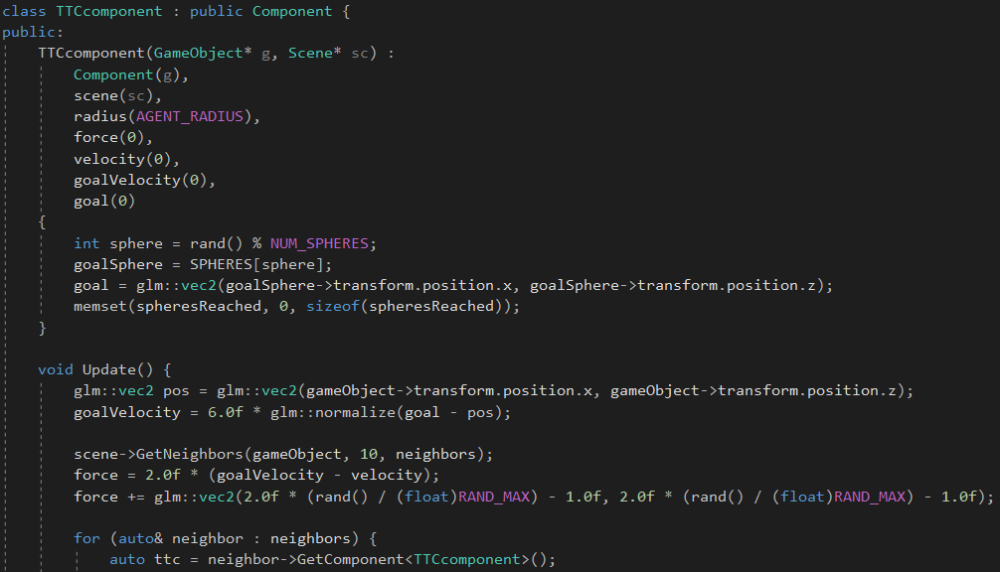 class TTCcomponent : public Component {
public:
    TTCcomponent(GameObject* g, Scene* sc) :
        Component(g),
        scene(sc),
        radius(AGENT_RADIUS),
        force(0),
        velocity(0),
        goalVelocity(0),
        goal(0)
    {
        int sphere = rand() % NUM_SPHERES;
        goalSphere = SPHERES[sphere];
        goal = glm::vec2(goalSphere->transform.position.x, goalSphere->transform.position.z);
        memset(spheresReached, 0, sizeof(spheresReached));
    }
    void Update() {
        glm::vec2 pos = glm::vec2(gameObject->transform.position.x, gameObject->transform.position.z);
        goalVelocity = 6.0f * glm::normalize(goal - pos);
        scene->GetNeighbors(gameObject, 10, neighbors);
        force = 2.0f * (goalVelocity - velocity);
        force += glm::vec2(2.0f * (rand() / (float)RAND_MAX) - 1.0f, 2.0f * (rand() / (float)RAND_MAX) - 1.0f);
        for (auto& neighbor : neighbors) {
            auto ttc = neighbor->GetComponent<TTCcomponent>();